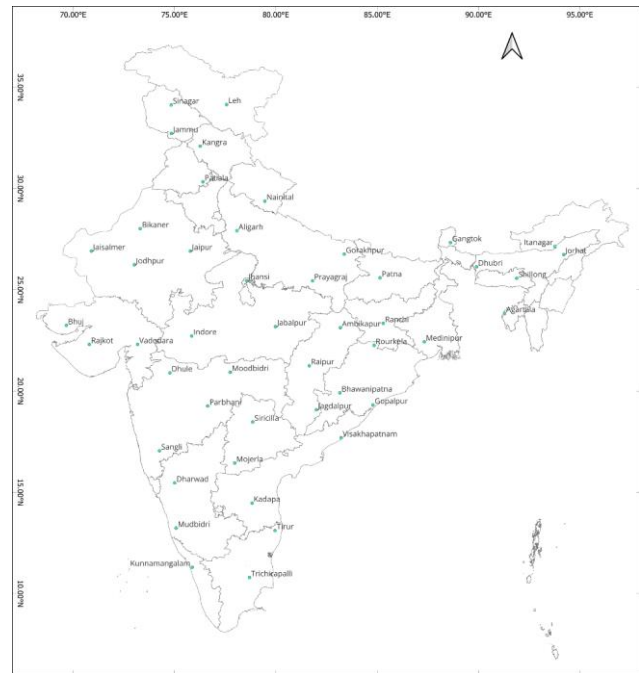 70.00°E 75.00°E 80.00°E 85.00°E 90.00°E 95.00°E
35.00°N
30.00°N
25.00°N
20.00°N
15.00°N
10.00°N
Sinagar
Leh
Jammu
Kangra
Patiala
Nainital
Bikaner
Aligarh
Jaisalmer
Jaipur
Jodhpur
Gorakhpur
Gangtok
Itanagar
Jorhat
Dhubri
Shillong
Jhansi
Prayagraj
Patna
Agartala
Bhuj
Rajkot
Vadodara
Indore
Jabalpur
Ambikapur
Ranchi
Rourkela
Medinipur
Dhule
Moodbidri
Raipur
Parbhani
Bhawanipatna
Jagdalpur
Gopalpur
Siricilla
Visakhapatnam
Sangli
Mojerla
Dharwad
Kadapa
Mudbidri
Tirur
Kunnamangalam
Trichirapalli